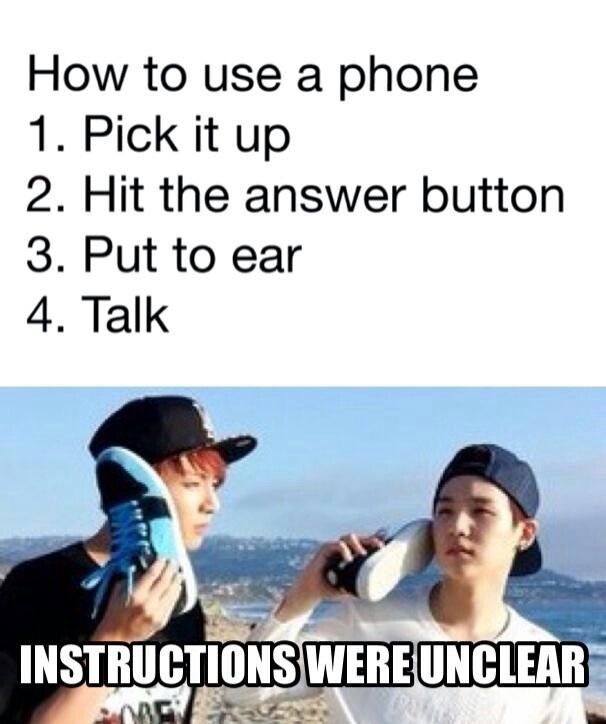 How to use a phone
1. Pick it up
2. Hit the answer button
3. Put to ear
4. Talk
INSTRUCTIONS WERE UNCLEAR